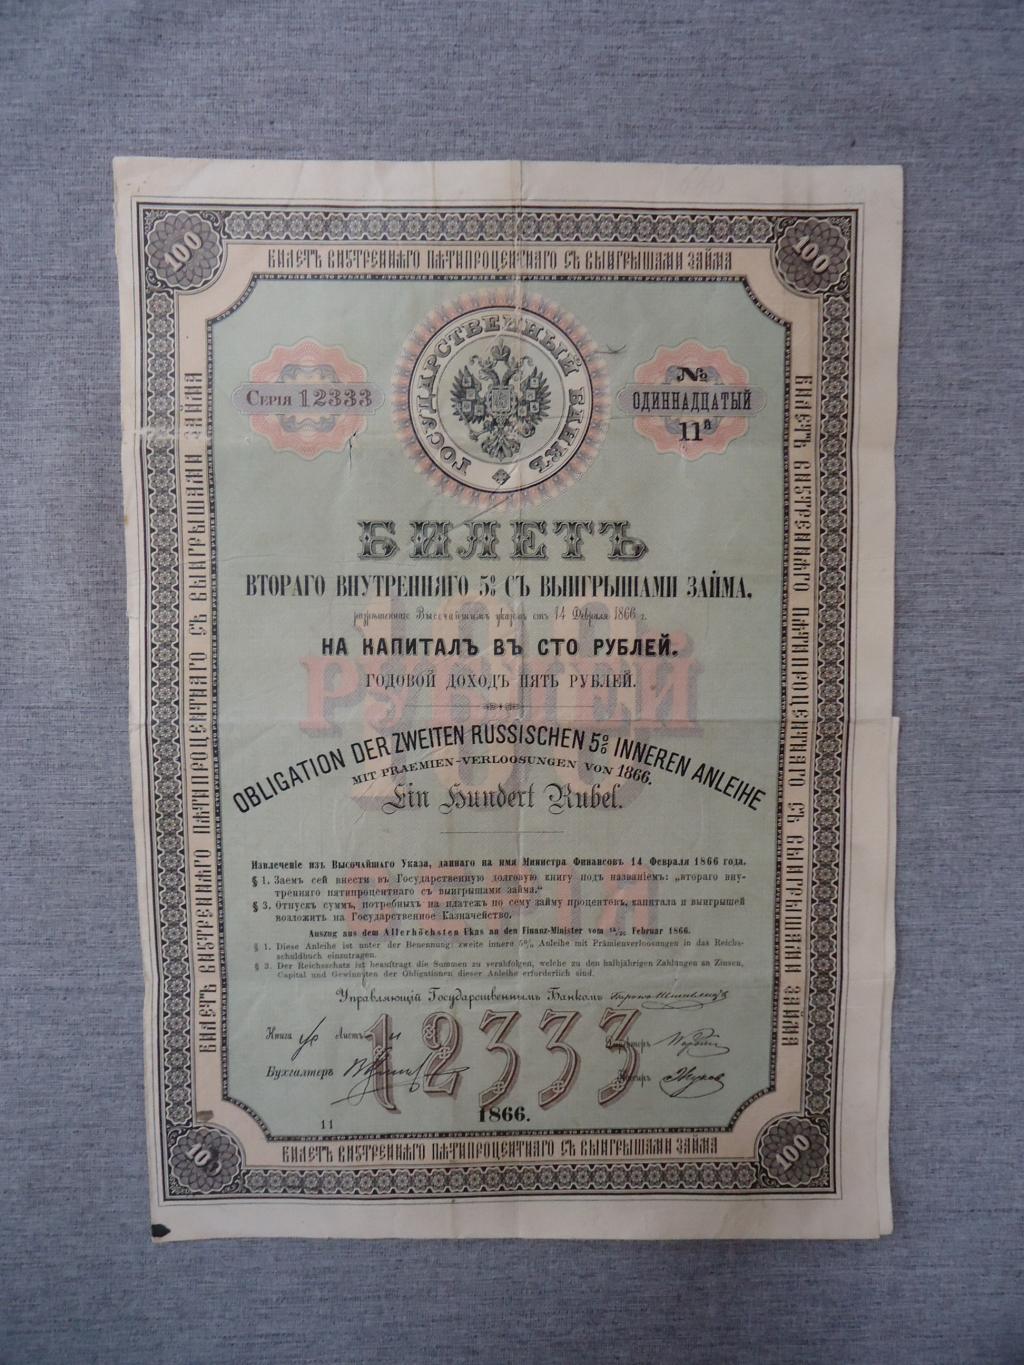 100
БИЛЕТЪ ВНУТРЕННЯГО ПЯТИПРОЦЕНТНАГО СЪ ВЫИГРЫШАМИ ЗАЙМА
100
ГОСУДАРСТВЕННЫЙ БАНКЪ
Серія 12333
№
ОДИННАДЦАТЫЙ
11й
БИЛЕТЪ
ВТОРАГО ВНУТРЕННЯГО 5% СЪ ВЫИГРЫШАМИ ЗАЙМА,
разрѣшеннаго Высочайшимъ указомъ отъ 14 Февраля 1866 г.
НА КАПИТАЛЪ ВЪ СТО РУБЛЕЙ.
РУБЛЕЙ
ГОДОВОЙ ДОХОДЪ ПЯТЬ РУБЛЕЙ.
OBLIGATION DER ZWEITEN RUSSISCHEN 5% INNEREN ANLEIHE
MIT PRAEMIEN-VERLOOSUNGEN VON 1866.
Ein Hundert Rubel.
Извлеченіе изъ Высочайшаго Указа, даннаго на имя Министра Финансовъ 14 Февраля 1866 года.
§ 1. Заемъ сей внести въ Государственную долговую книгу подъ названіемъ: „втораго вну-
тренняго пятипроцентнаго съ выигрышами займа.“
§ 3. Отпускъ суммъ, потребныхъ на платежъ по сему займу процентовъ, капитала и выигрышей
возложить на Государственное Казначейство.
Auszug aus dem Allerhöchsten Ukas an den Finanz-Minister vom 14/26 Februar 1866.
§ 1. Diese Anleihe ist unter der Benennung: zweite innere 5% Anleihe mit Prämienverloosungen in das Reichs-
schuldbuch einzutragen.
§ 3. Der Reichsschatz ist beauftragt die Summen zu verabfolgen, welche zu den halbjährigen Zahlungen an Zinsen,
Capital und Gewinnsten der Obligationen dieser Anleihe erforderlich sind.
Управляющій Государственнымъ Банкомъ
Книга Листъ Директоръ
12333
Бухгалтеръ Кассиръ
1866.
11
100
БИЛЕТЪ ВНУТРЕННЯГО ПЯТИПРОЦЕНТНАГО СЪ ВЫИГРЫШАМИ ЗАЙМА
100
БИЛЕТЪ ВНУТРЕННЯГО ПЯТИПРОЦЕНТНАГО СЪ ВЫИГРЫШАМИ ЗАЙМА
БИЛЕТЪ ВНУТРЕННЯГО ПЯТИПРОЦЕНТНАГО СЪ ВЫИГРЫШАМИ ЗАЙМА